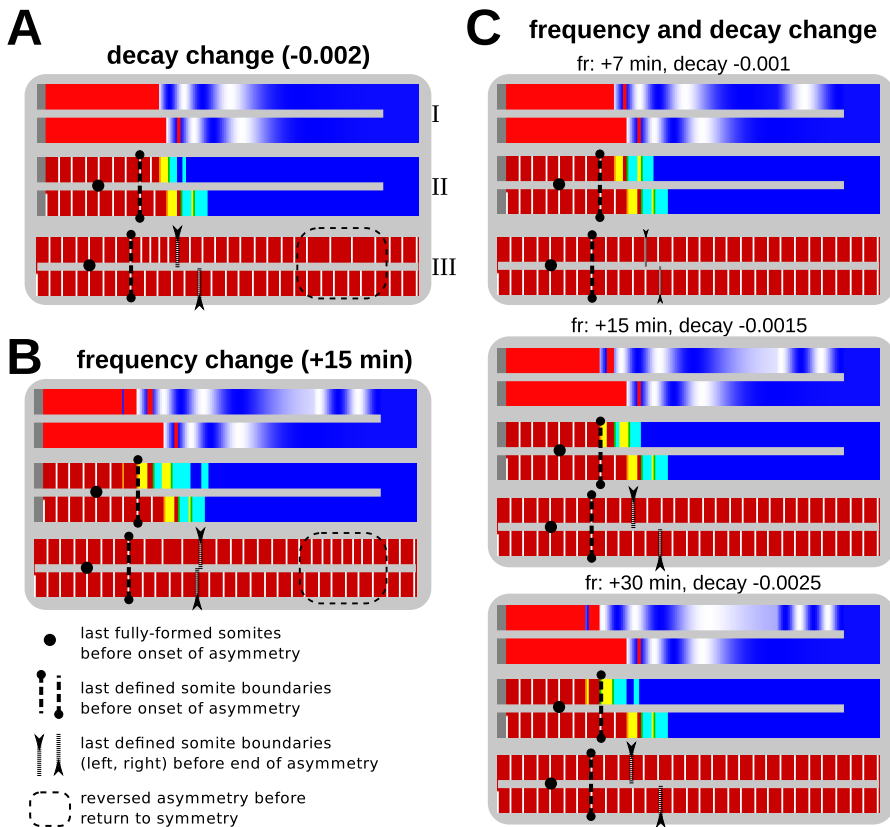 A
decay change (-0.002)
I
II
III
B
frequency change (+15 min)
last fully-formed somites
before onset of asymmetry
last defined somite boundaries
before onset of asymmetry
last defined somite boundaries
(left, right) before end of asymmetry
reversed asymmetry before
return to symmetry
C
frequency and decay change
fr: +7 min, decay -0.001
fr: +15 min, decay -0.0015
fr: +30 min, decay -0.0025